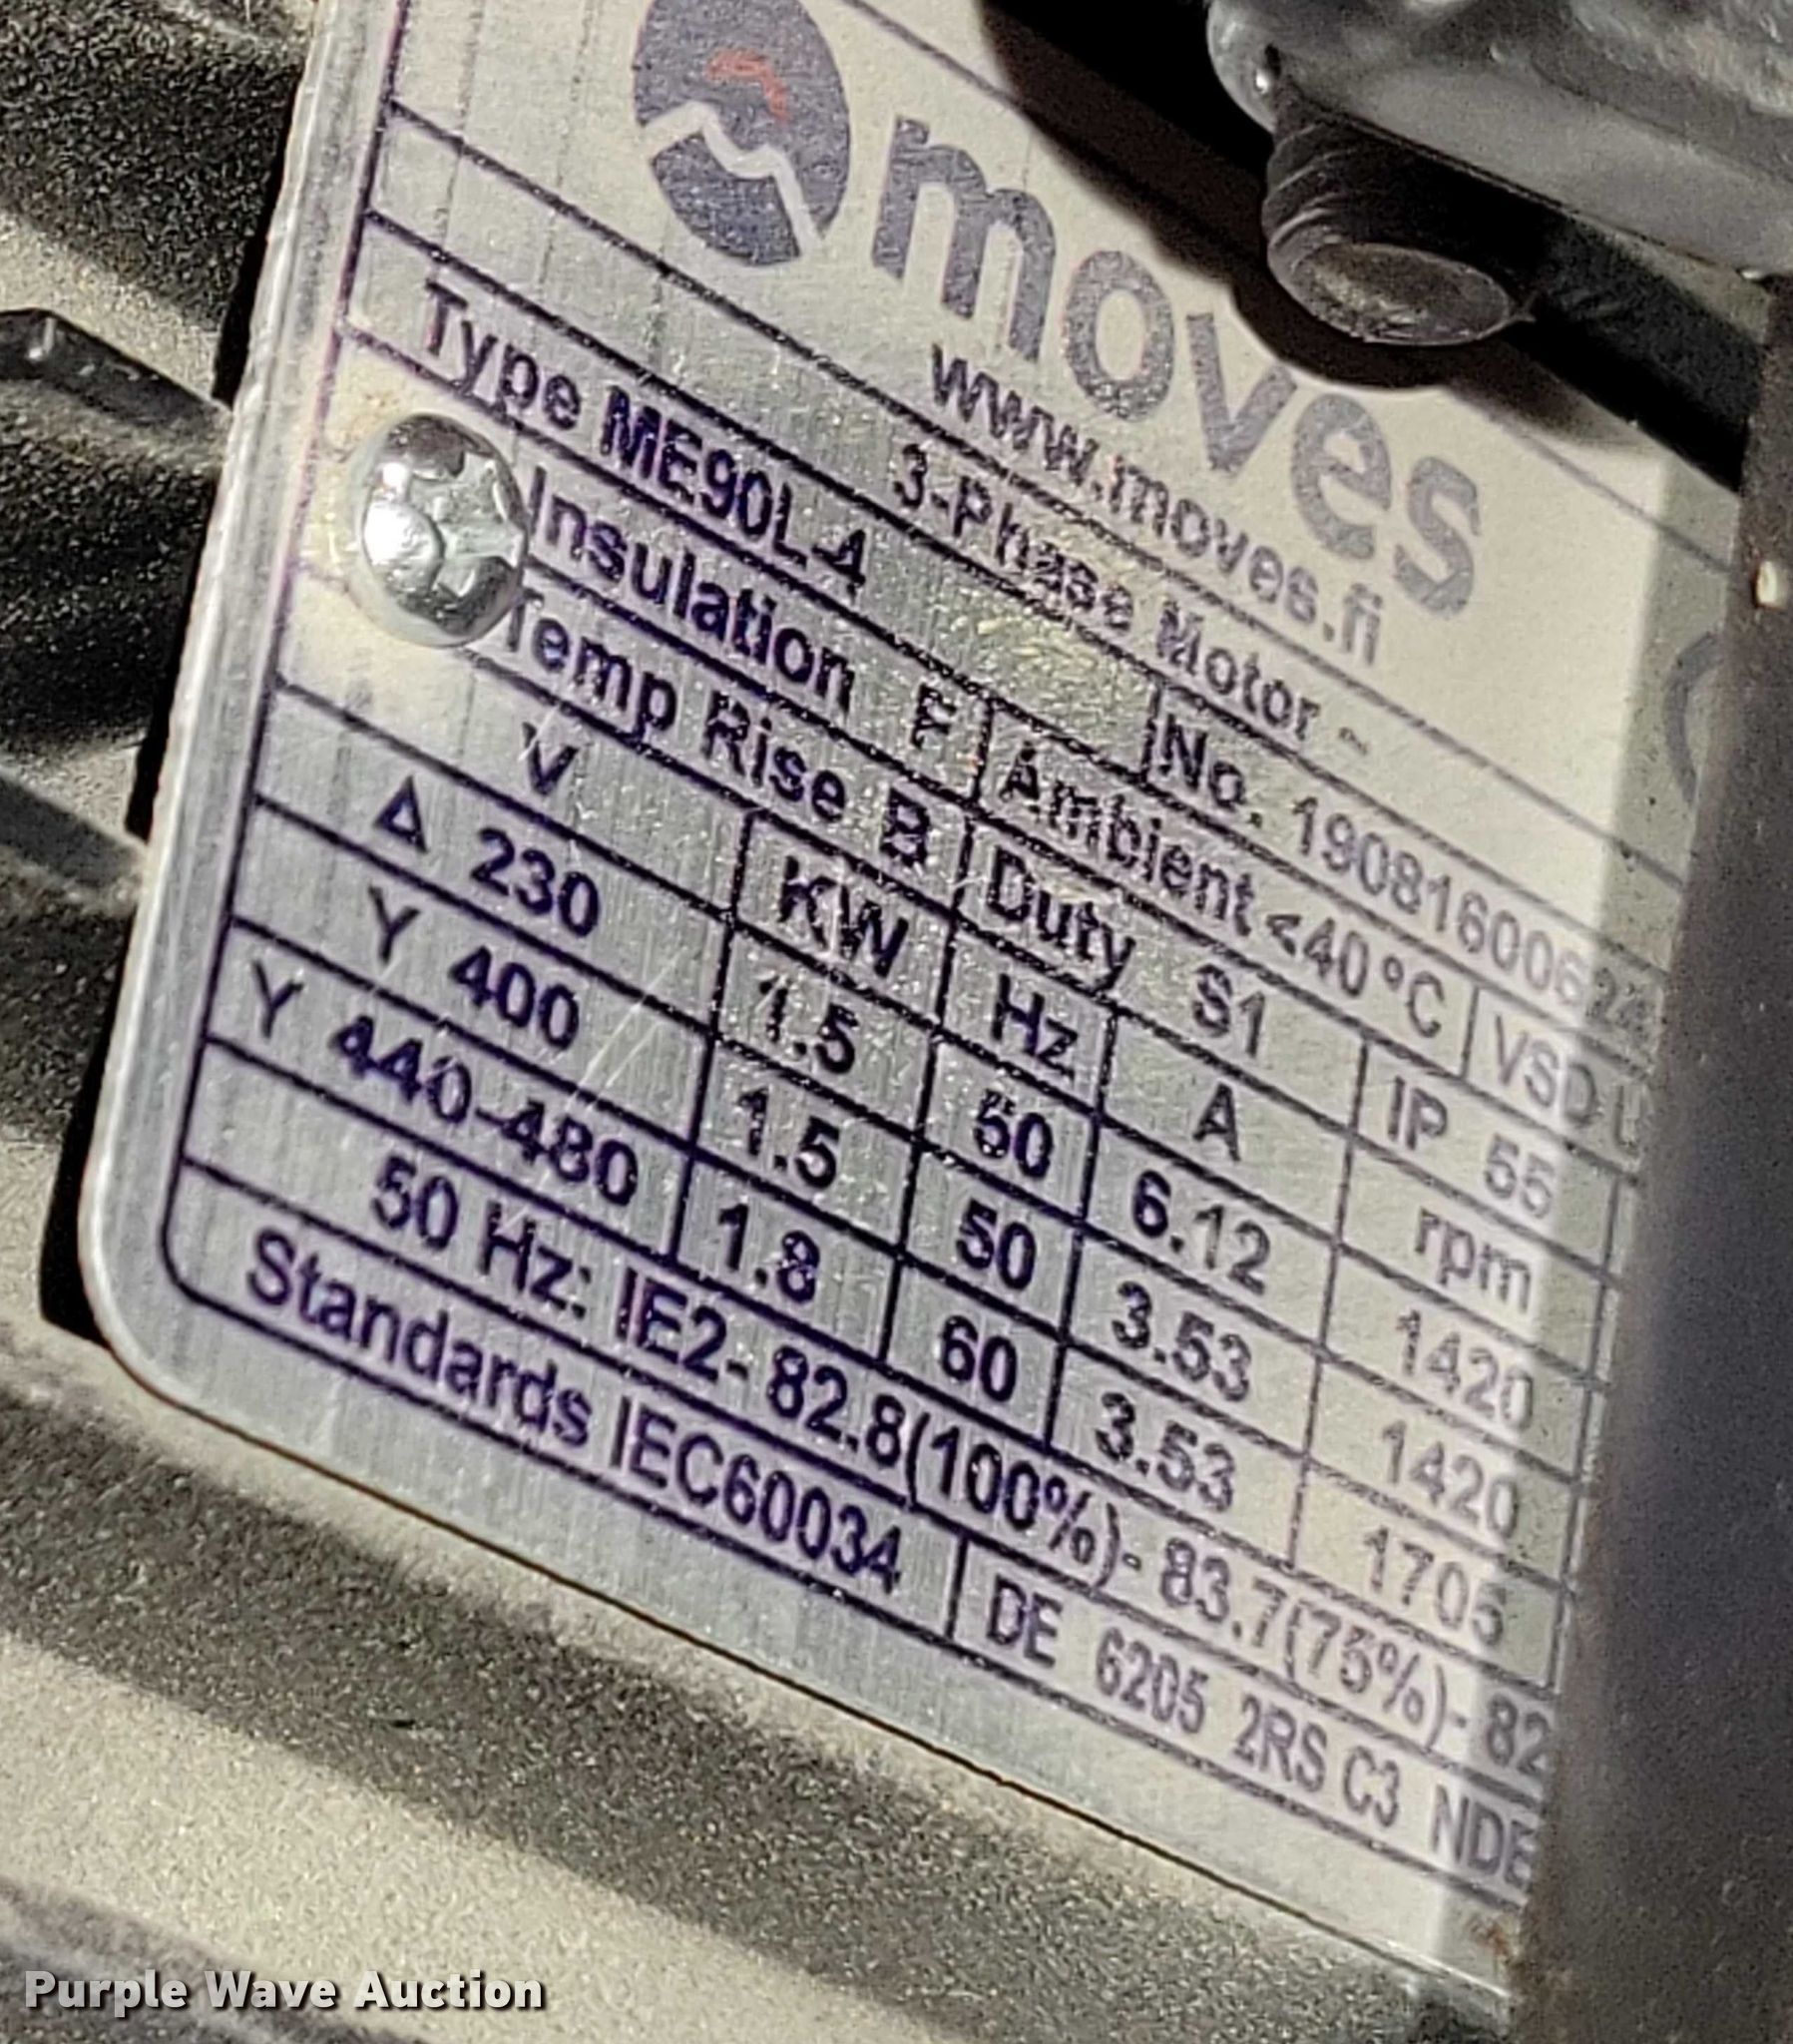 moves
www.moves.fi
3-Phase Motor ~
Type ME90L-4 No.
Insulation F Ambient <40 °C VSD
Temp Rise B Duty S1 IP 55
V KW Hz A rpm
Δ 230 1.5 50 6.12 1420
Y 400 1.5 50 3.53 1420
Y 440-480 1.8 60 3.53 1705
50 Hz: IE2- 82.8(100%)- 83.7(75%)- 82
Standards IEC60034 DE 6205 2RS C3 NDE
Purple Wave Auction